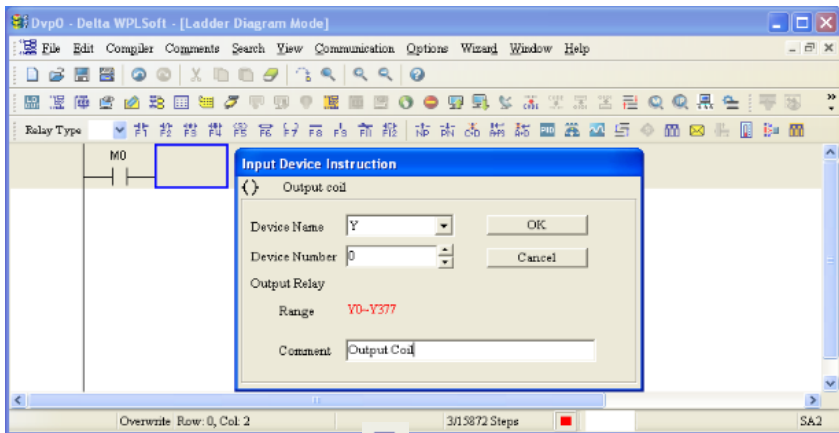 Dvp0 - Delta WPLSoft - [Ladder Diagram Mode]
File Edit Compiler Comments Search View Communication Options Wizard Window Help
Relay Type
M0
Input Device Instruction
Output coil
Device Name Y OK
Device Number 0 Cancel
Output Relay
Range Y0~Y377
Comment Output Coil
Overwrite Row: 0, Col: 2 3/15872 Steps SA2